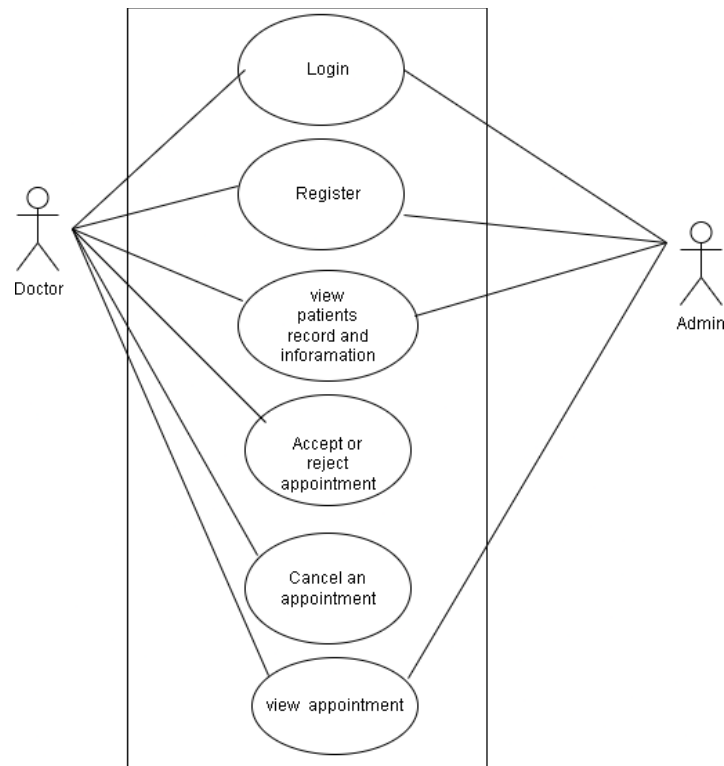 Login
Register
Doctor
view
patients
record and
inforamation
Admin
Accept or
reject
appointment
Cancel an
appointment
view appointment